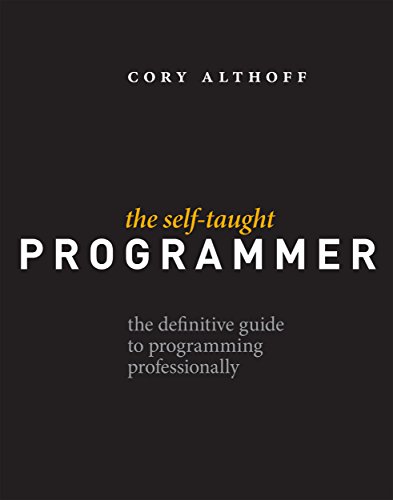 CORY ALTHOFF
the self-taught
PROGRAMMER
the definitive guide
to programming
professionally